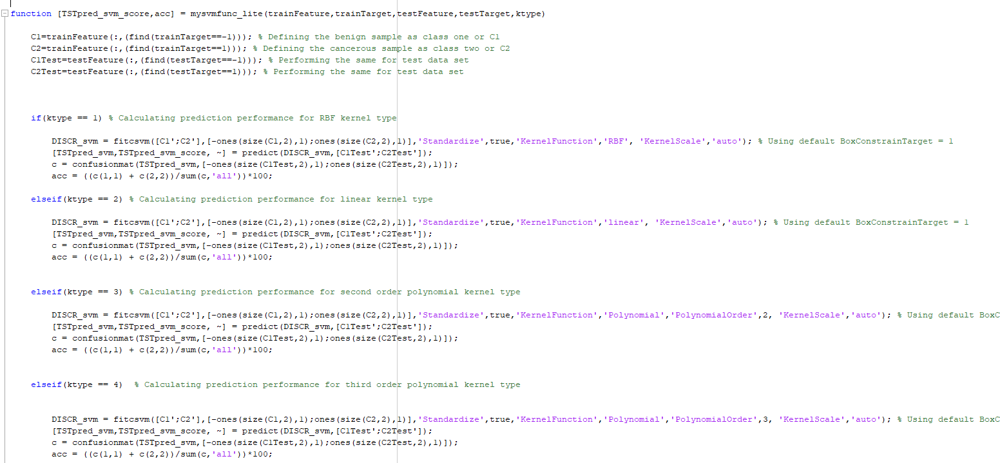 function [TSTpred_svm_score,acc] = mysvmfunc_lite(trainFeature,trainTarget,testFeature,testTarget,ktype)
C1=trainFeature(:,(find(trainTarget==-1))); % Defining the benign sample as class one or C1
C2=trainFeature(:,(find(trainTarget==1))); % Defining the cancerous sample as class two or C2
C1Test=testFeature(:,(find(testTarget==-1))); % Performing the same for test data set
C2Test=testFeature(:,(find(testTarget==1))); % Performing the same for test data set
if(ktype == 1) % Calculating prediction performance for RBF kernel type
DISCR_svm = fitcsvm([C1';C2'],[-ones(size(C1,2),1);ones(size(C2,2),1)],'Standardize',true,'KernelFunction','RBF', 'KernelScale','auto'); % Using default BoxConstrainTarget = 1
[TSTpred_svm,TSTpred_svm_score, ~] = predict(DISCR_svm,[C1Test';C2Test']);
c = confusionmat(TSTpred_svm,[-ones(size(C1Test,2),1);ones(size(C2Test,2),1)]);
acc = ((c(1,1) + c(2,2))/sum(c,'all'))*100;
elseif(ktype == 2) % Calculating prediction performance for linear kernel type
DISCR_svm = fitcsvm([C1';C2'],[-ones(size(C1,2),1);ones(size(C2,2),1)],'Standardize',true,'KernelFunction','linear', 'KernelScale','auto'); % Using default BoxConstrainTarget = 1
[TSTpred_svm,TSTpred_svm_score, ~] = predict(DISCR_svm,[C1Test';C2Test']);
c = confusionmat(TSTpred_svm,[-ones(size(C1Test,2),1);ones(size(C2Test,2),1)]);
acc = ((c(1,1) + c(2,2))/sum(c,'all'))*100;
elseif(ktype == 3) % Calculating prediction performance for second order polynomial kernel type
DISCR_svm = fitcsvm([C1';C2'],[-ones(size(C1,2),1);ones(size(C2,2),1)],'Standardize',true,'KernelFunction','Polynomial','PolynomialOrder',2, 'KernelScale','auto'); % Using default BoxC
[TSTpred_svm,TSTpred_svm_score, ~] = predict(DISCR_svm,[C1Test';C2Test']);
c = confusionmat(TSTpred_svm,[-ones(size(C1Test,2),1);ones(size(C2Test,2),1)]);
acc = ((c(1,1) + c(2,2))/sum(c,'all'))*100;
elseif(ktype == 4)  % Calculating prediction performance for third order polynomial kernel type
DISCR_svm = fitcsvm([C1';C2'],[-ones(size(C1,2),1);ones(size(C2,2),1)],'Standardize',true,'KernelFunction','Polynomial','PolynomialOrder',3, 'KernelScale','auto'); % Using default BoxC
[TSTpred_svm,TSTpred_svm_score, ~] = predict(DISCR_svm,[C1Test';C2Test']);
c = confusionmat(TSTpred_svm,[-ones(size(C1Test,2),1);ones(size(C2Test,2),1)]);
acc = ((c(1,1) + c(2,2))/sum(c,'all'))*100;